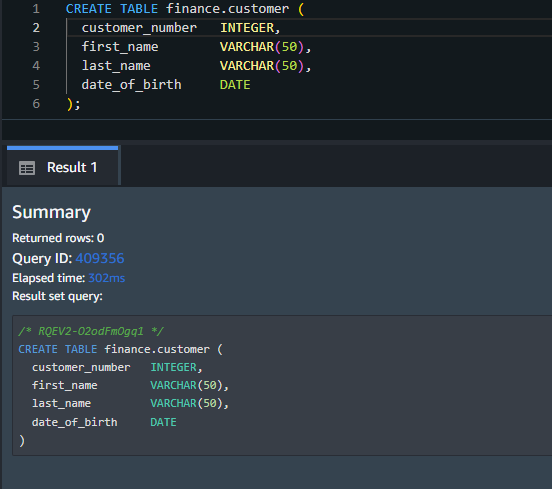 1 CREATE TABLE finance.customer (
2 customer_number INTEGER,
3 first_name VARCHAR(50),
4 last_name VARCHAR(50),
5 date_of_birth DATE
6 );
Result 1
Summary
Returned rows: 0
Query ID: 409356
Elapsed time: 302ms
Result set query:
/* RQEV2-O2odFmOgq1 */
CREATE TABLE finance.customer (
customer_number INTEGER,
first_name VARCHAR(50),
last_name VARCHAR(50),
date_of_birth DATE
)